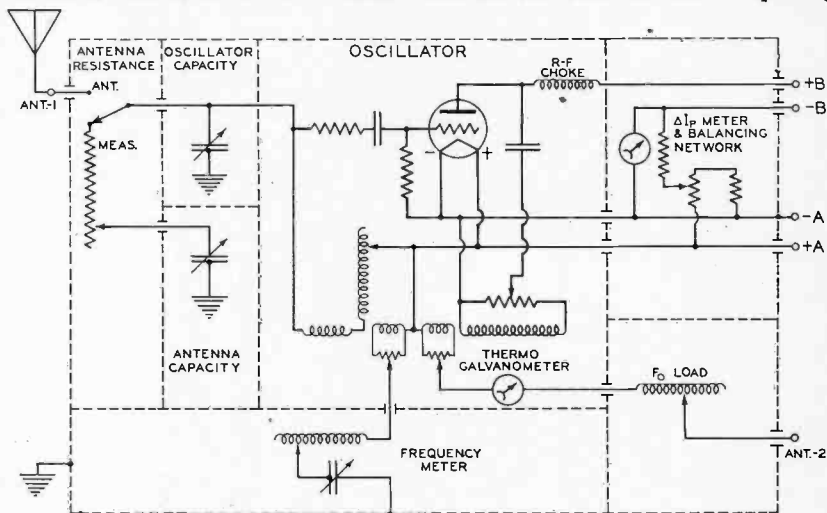 ANTENNA
RESISTANCE
OSCILLATOR
CAPACITY
OSCILLATOR
R-F
CHOKE
+B
-B
ANT.
ANT.-1
MEAS.
ΔIP METER
& BALANCING
NETWORK
- +
-A
+A
ANTENNA
CAPACITY
THERMO
GALVANOMETER
FO LOAD
FREQUENCY
METER
ANT.-2